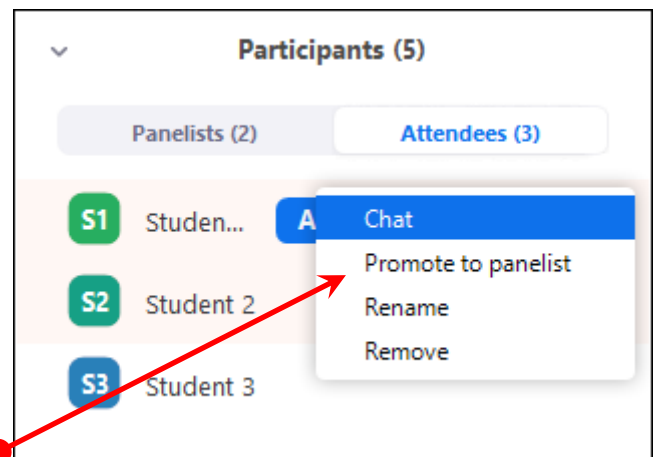 Participants (5)
Panelists (2) Attendees (3)
S1 Studen... A
Chat
Promote to panelist
S2 Student 2
Rename
Remove
S3 Student 3